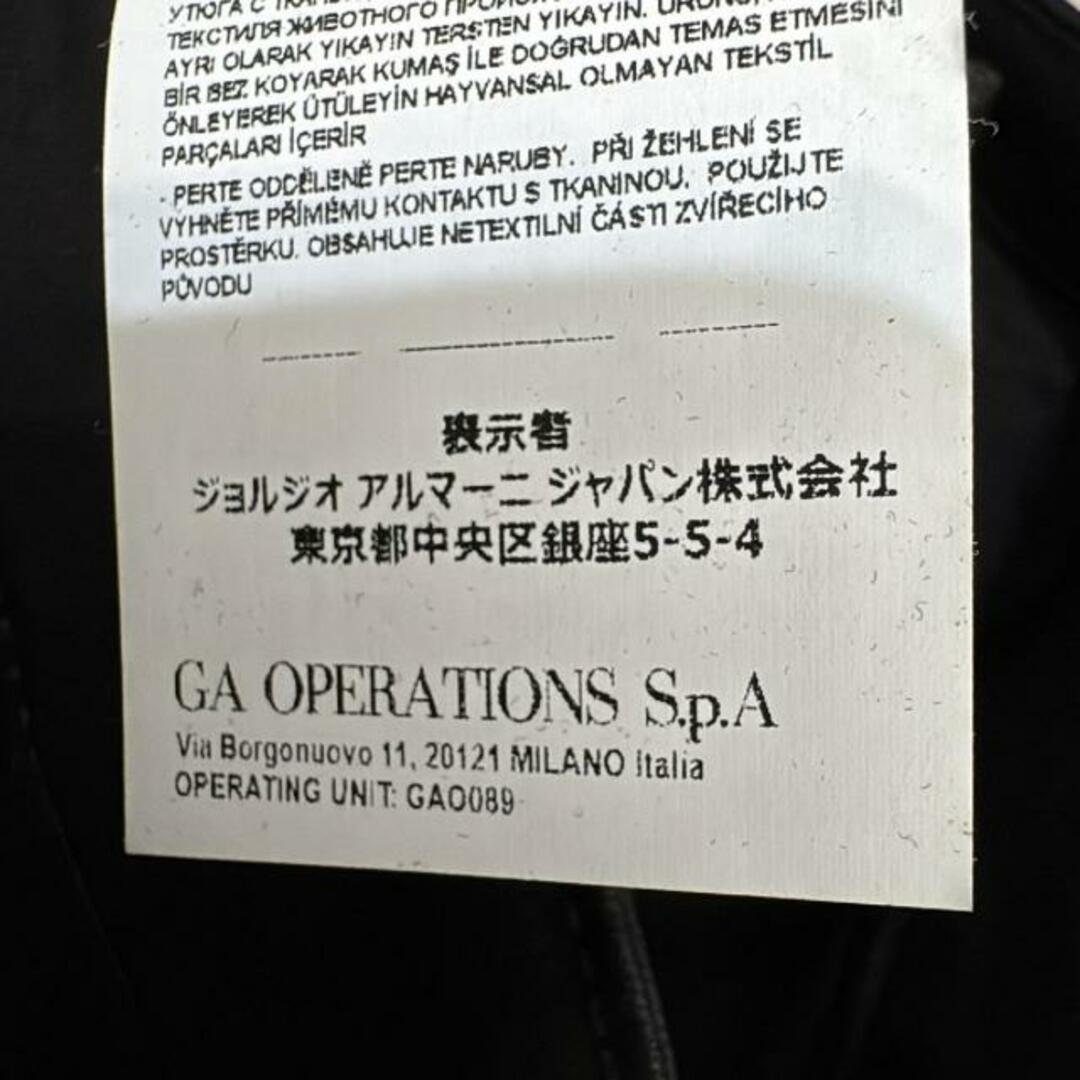 УТЮГА С
ТЕКСТИЛЯ ЖИВОТНОГО
AYRI OLARAK YIKAYIN TERSTEN YIKAYIN.
BİR BEZ KOYARAK KUMAŞ İLE DOĞRUDAN TEMAS ETMESİNİ
ÖNLEYEREK ÜTÜLEYİN HAYVANSAL OLMAYAN TEKSTİL
PARÇALARI İÇERİR
- PERTE ODDĚLENĚ PERTE NARUBY. PŘI ŽEHLENÍ SE
VYHNĚTE PŘÍMÉMU KONTAKTU S TKANINOU. POUŽIJTE
PROSTĚRKU. OBSAHUJE NETEXTILNÍ ČÁSTI ZVÍŘECÍHO
PŮVODU
表示者
ジョルジオ アルマーニ ジャパン株式会社
東京都中央区銀座5-5-4
GA OPERATIONS S.p.A
Via Borgonuovo 11, 20121 MILANO Italia
OPERATING UNIT: GAO089